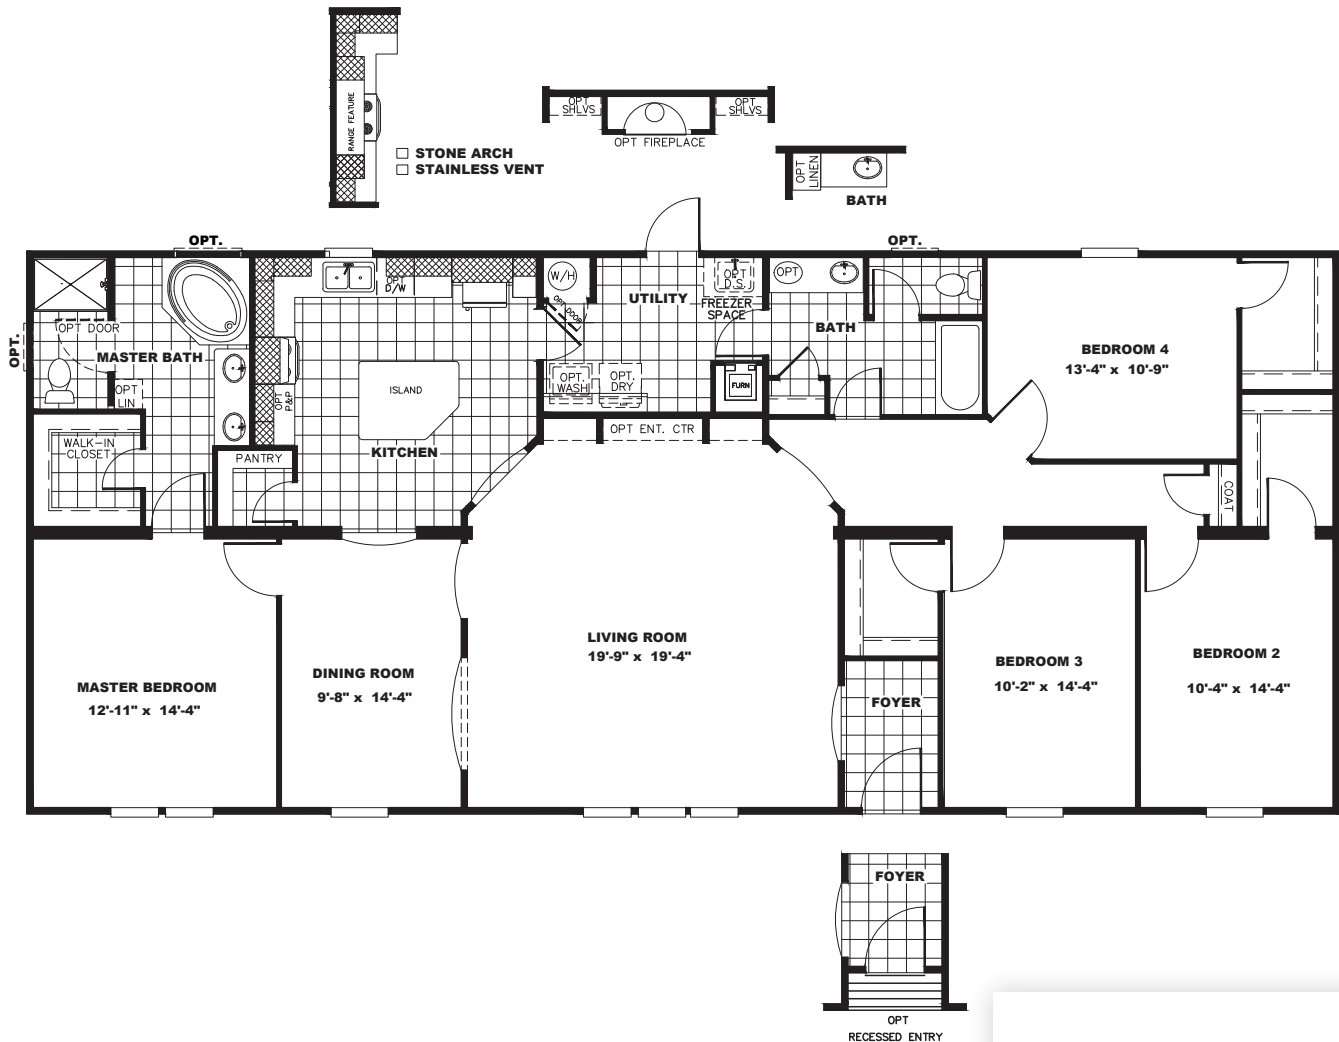 RANGE FEATURE
STONE ARCH
STAINLESS VENT
OPT
SHLVS
OPT
SHLVS
OPT FIREPLACE
OPT
LINEN
BATH
OPT.
OPT.
OPT.
OPT DOOR
MASTER BATH
OPT
LIN
WALK-IN
CLOSET
PANTRY
OPT
D/W
OPT
P&P
ISLAND
KITCHEN
W/H
OPT DOOR
UTILITY
OPT
D.S.
FREEZER
SPACE
OPT.
WASH
OPT.
DRY
FURN
OPT
BATH
OPT ENT. CTR
BEDROOM 4
13'-4" x 10'-9"
COAT
MASTER BEDROOM
12'-11" x 14'-4"
DINING ROOM
9'-8" x 14'-4"
LIVING ROOM
19'-9" x 19'-4"
FOYER
BEDROOM 3
10'-2" x 14'-4"
BEDROOM 2
10'-4" x 14'-4"
FOYER
OPT
RECESSED ENTRY